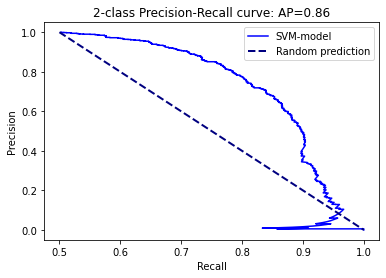 2-class Precision-Recall curve: AP=0.86
SVM-model
Random prediction
Precision
1.0
0.8
0.6
0.4
0.2
0.0
0.5 0.6 0.7 0.8 0.9 1.0
Recall